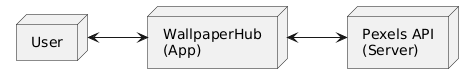 User
WallpaperHub
(App)
Pexels API
(Server)